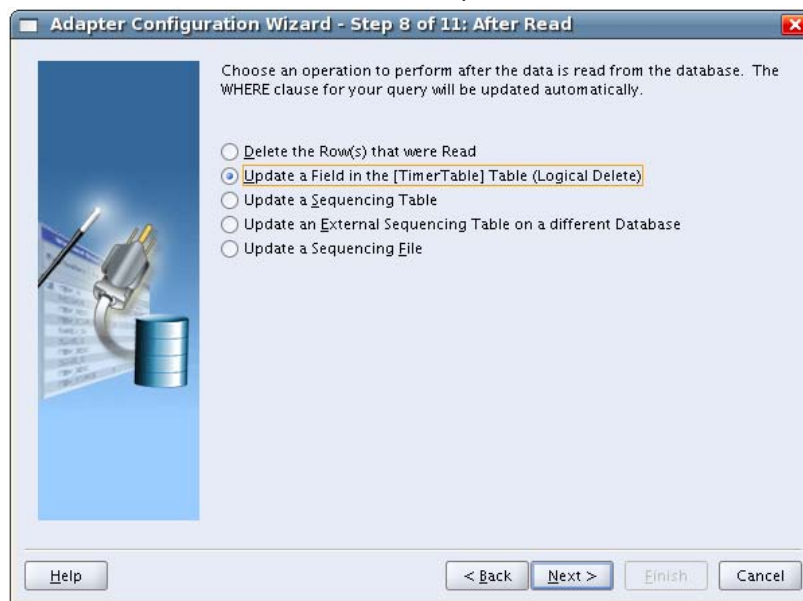 Adapter Configuration Wizard - Step 8 of 11: After Read
Choose an operation to perform after the data is read from the database. The
WHERE clause for your query will be updated automatically.
Delete the Row(s) that were Read
Update a Field in the [TimerTable] Table (Logical Delete)
Update a Sequencing Table
Update an External Sequencing Table on a different Database
Update a Sequencing File
Help
< Back
Next >
Finish
Cancel